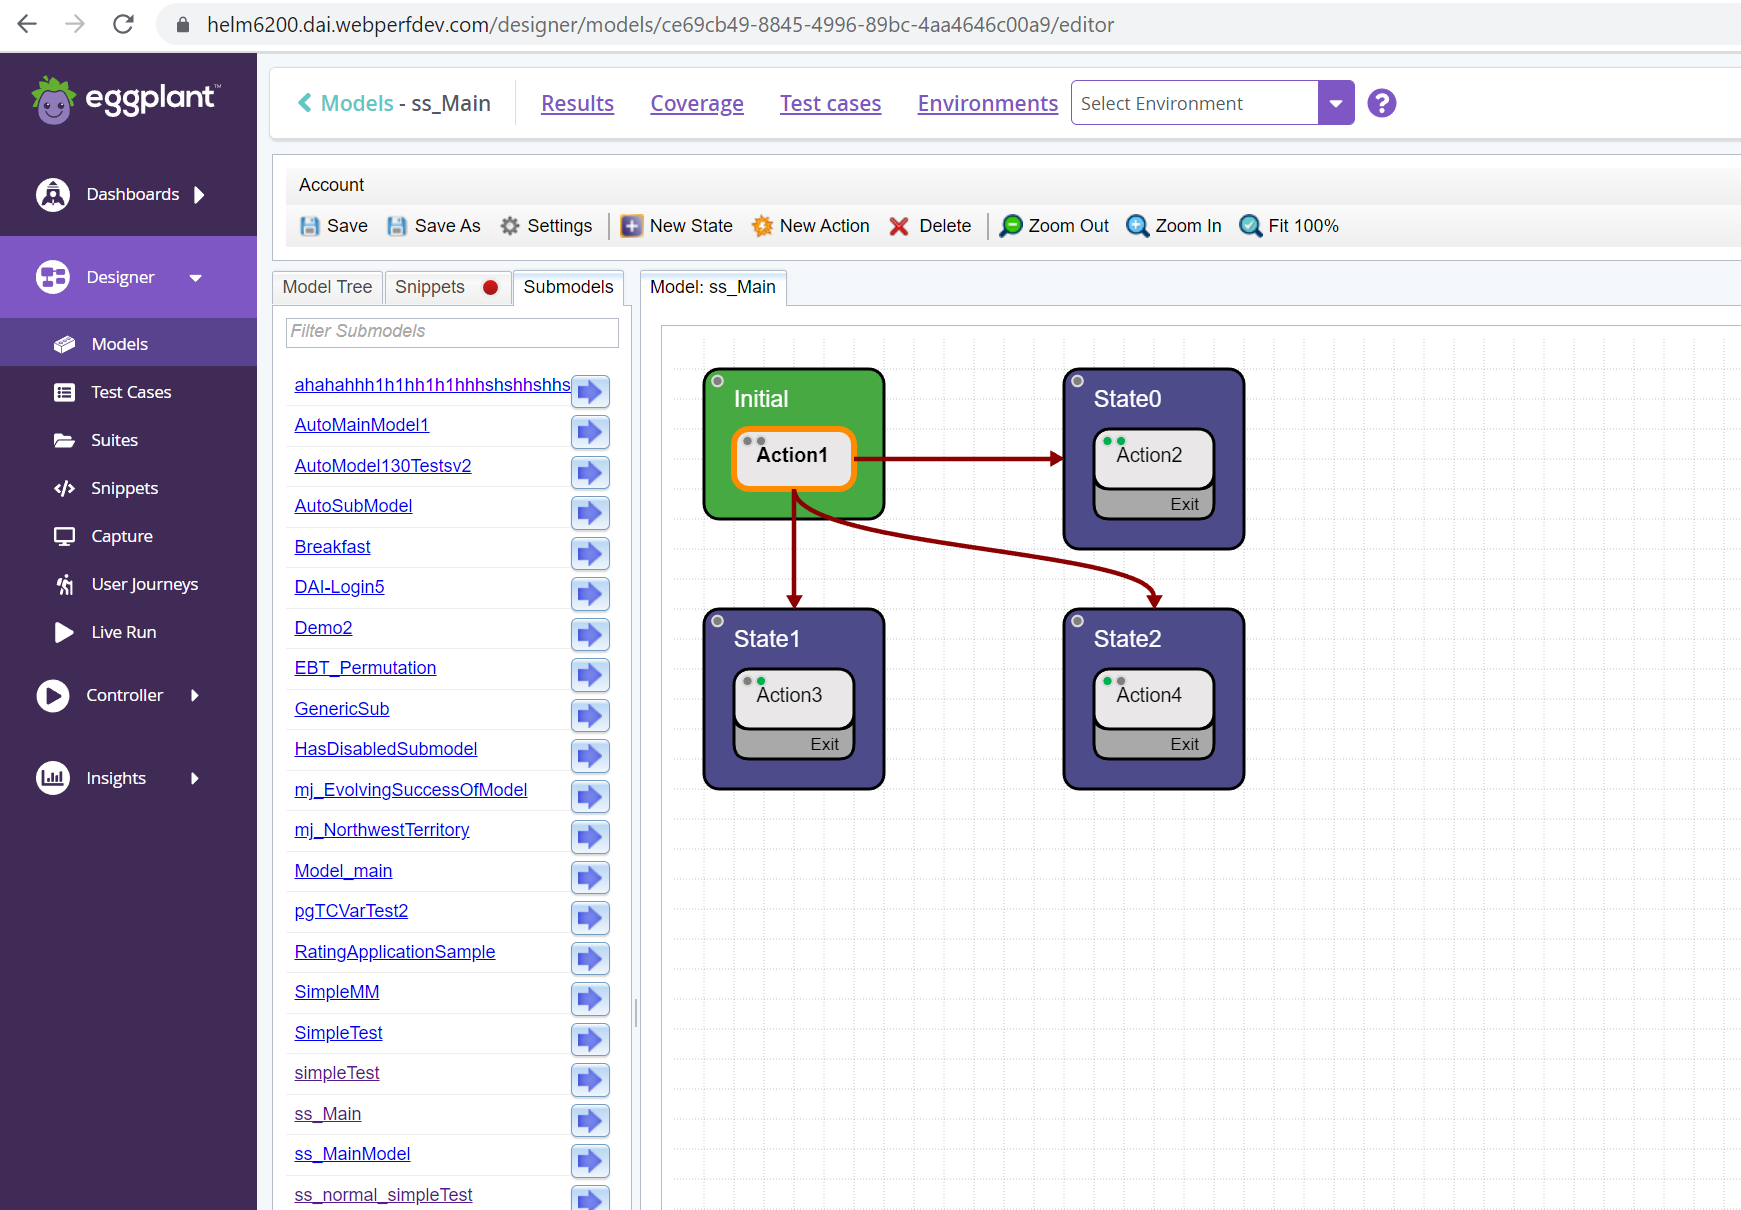 helm6200.dai.webperfdev.com/designer/models/ce69cb49-8845-4996-89bc-4aa4646c00a9/editor
eggplant™
Dashboards
Designer
Models
Test Cases
Suites
Snippets
Capture
User Journeys
Live Run
Controller
Insights
Models - ss_Main
Results
Coverage
Test cases
Environments
Select Environment
?
Account
Save
Save As
Settings
New State
New Action
Delete
Zoom Out
Zoom In
Fit 100%
Model Tree
Snippets
Submodels
Filter Submodels
ahahahhh1h1hh1h1hhhshshhshhs
AutoMainModel1
AutoModel130Testsv2
AutoSubModel
Breakfast
DAI-Login5
Demo2
EBT_Permutation
GenericSub
HasDisabledSubmodel
mj_EvolvingSuccessOfModel
mj_NorthwestTerritory
Model_main
pgTCVarTest2
RatingApplicationSample
SimpleMM
SimpleTest
simpleTest
ss_Main
ss_MainModel
ss_normal_simpleTest
Model: ss_Main
Initial
Action1
State0
Action2
Exit
State1
Action3
Exit
State2
Action4
Exit